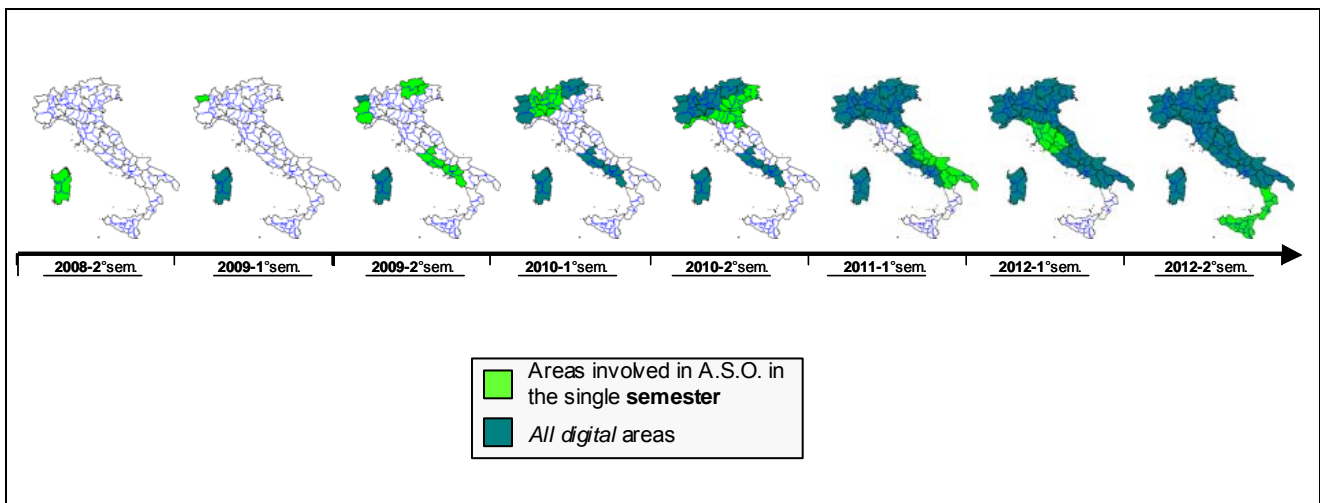 2008-2°sem.
2009-1°sem.
2009-2°sem.
2010-1°sem.
2010-2°sem.
2011-1°sem.
2012-1°sem.
2012-2°sem.
Areas involved in A.S.O. in
the single semester
All digital areas